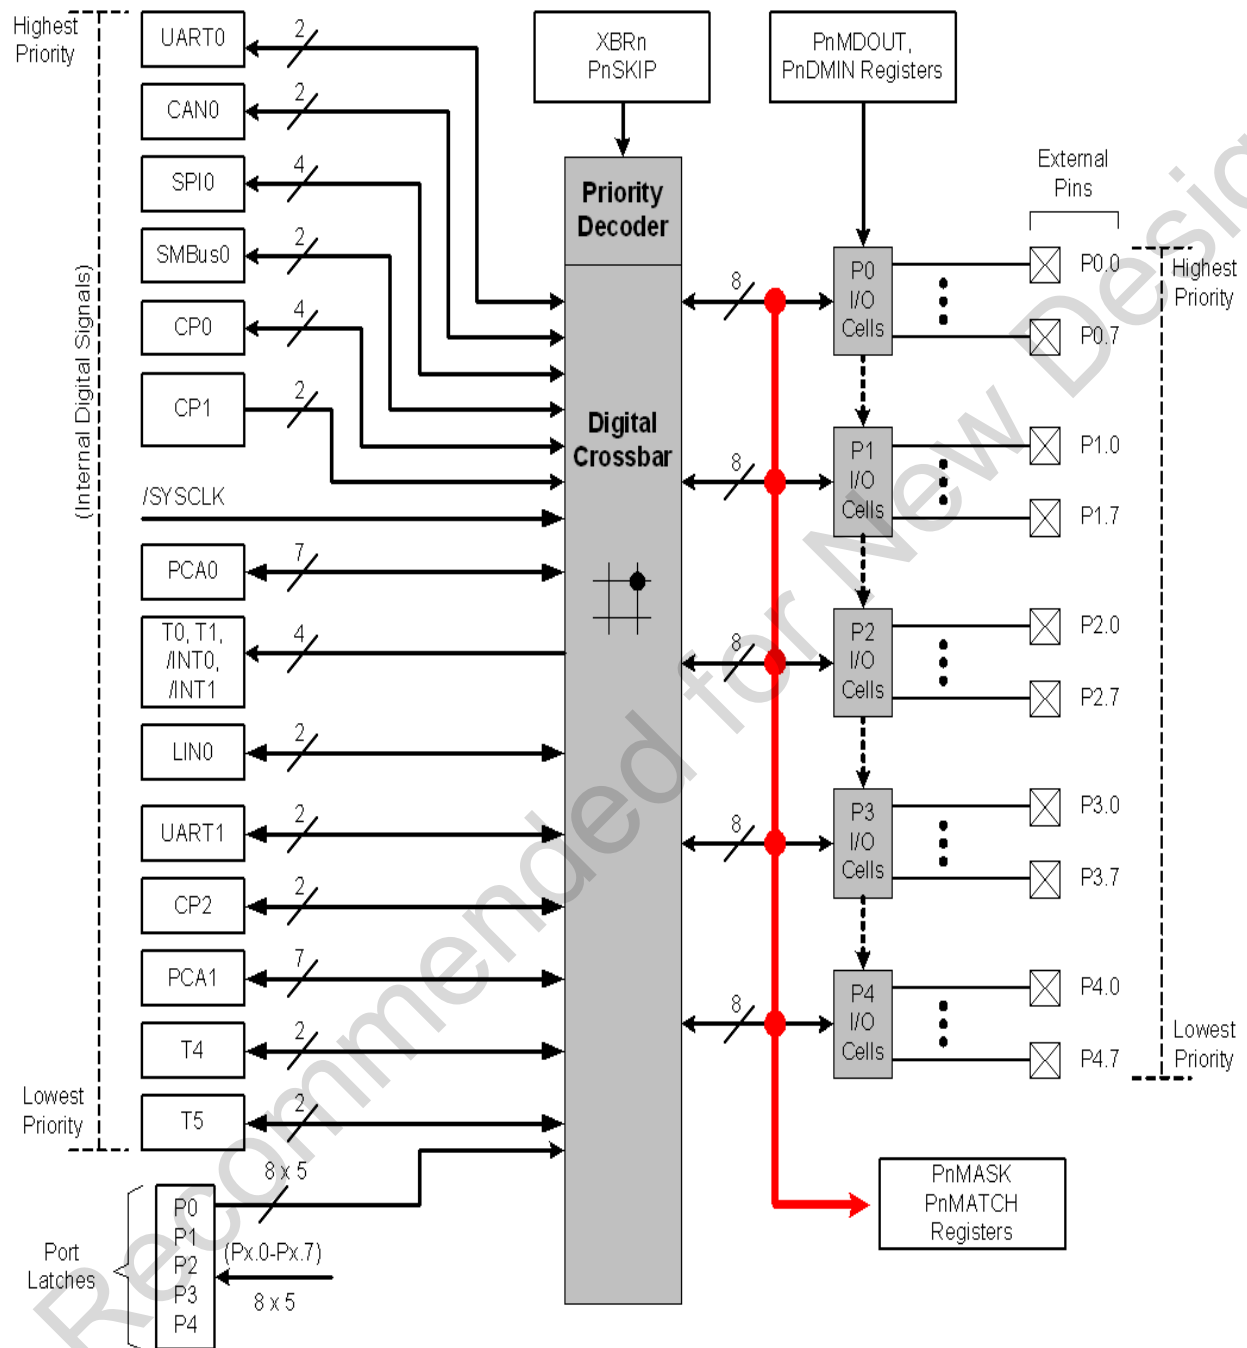 Highest
Priority
UART0
2
CAN0
2
SPI0
4
SMBus0
2
CP0
4
CP1
2
/SYSCLK
PCA0
7
T0, T1,
/INT0,
/INT1
4
LIN0
2
UART1
2
CP2
2
PCA1
7
T4
2
T5
2
Lowest
Priority
(Internal Digital Signals)
8 x 5
P0
P1
P2
P3
P4
Port
Latches
(Px.0-Px.7)
8 x 5
XBRn
PnSKIP
Priority
Decoder
Digital
Crossbar
PnMDOUT,
PnDMIN Registers
External
Pins
8
P0
I/O
Cells
P0.0
P0.7
Highest
Priority
8
P1
I/O
Cells
P1.0
P1.7
8
P2
I/O
Cells
P2.0
P2.7
8
P3
I/O
Cells
P3.0
P3.7
8
P4
I/O
Cells
P4.0
P4.7
Lowest
Priority
PnMASK
PnMATCH
Registers
Recommended for New Desig